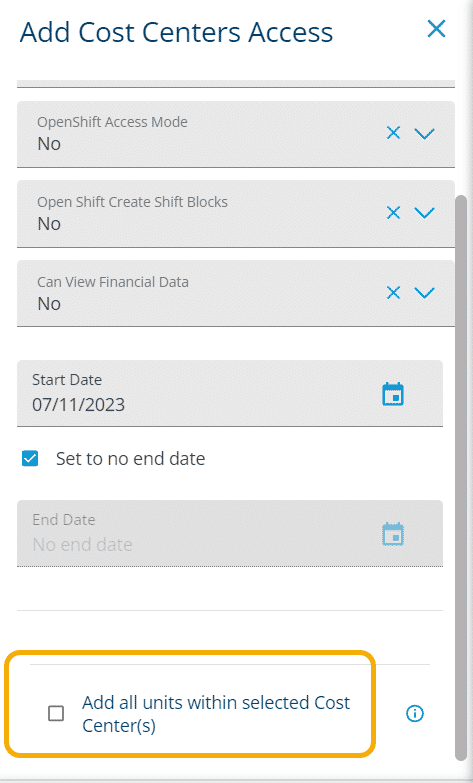 Add Cost Centers Access
OpenShift Access Mode
No
Open Shift Create Shift Blocks
No
Can View Financial Data
No
Start Date
07/11/2023
Set to no end date
End Date
No end date
Add all units within selected Cost
Center(s)